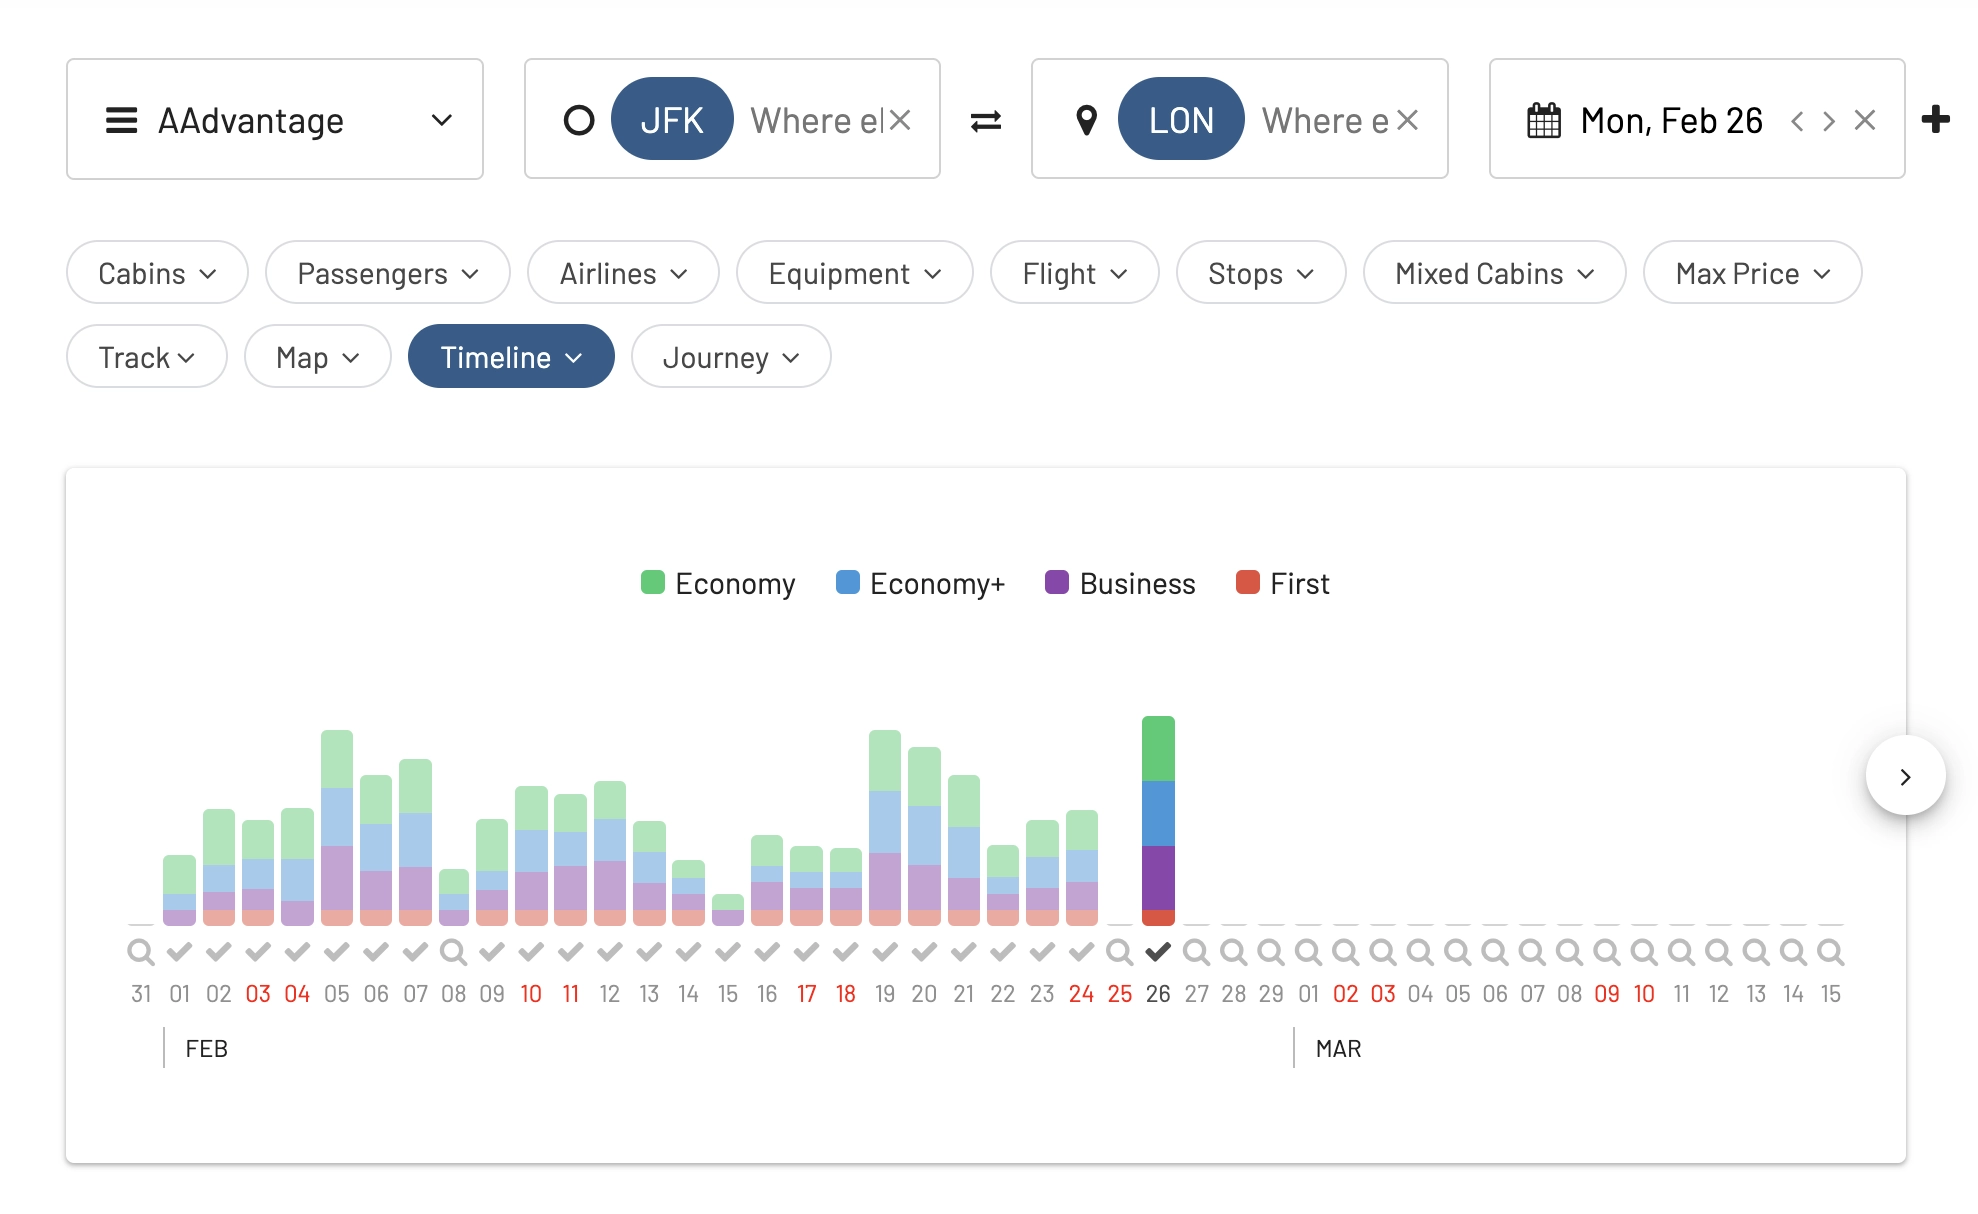 AAdvantage JFK Where el LON Where e Mon, Feb 26
Cabins Passengers Airlines Equipment Flight Stops Mixed Cabins Max Price
Track Map Timeline Journey
Economy Economy+ Business First
31 01 02 03 04 05 06 07 08 09 10 11 12 13 14 15 16 17 18 19 20 21 22 23 24 25 26 27 28 29 01 02 03 04 05 06 07 08 09 10 11 12 13 14 15
FEB MAR